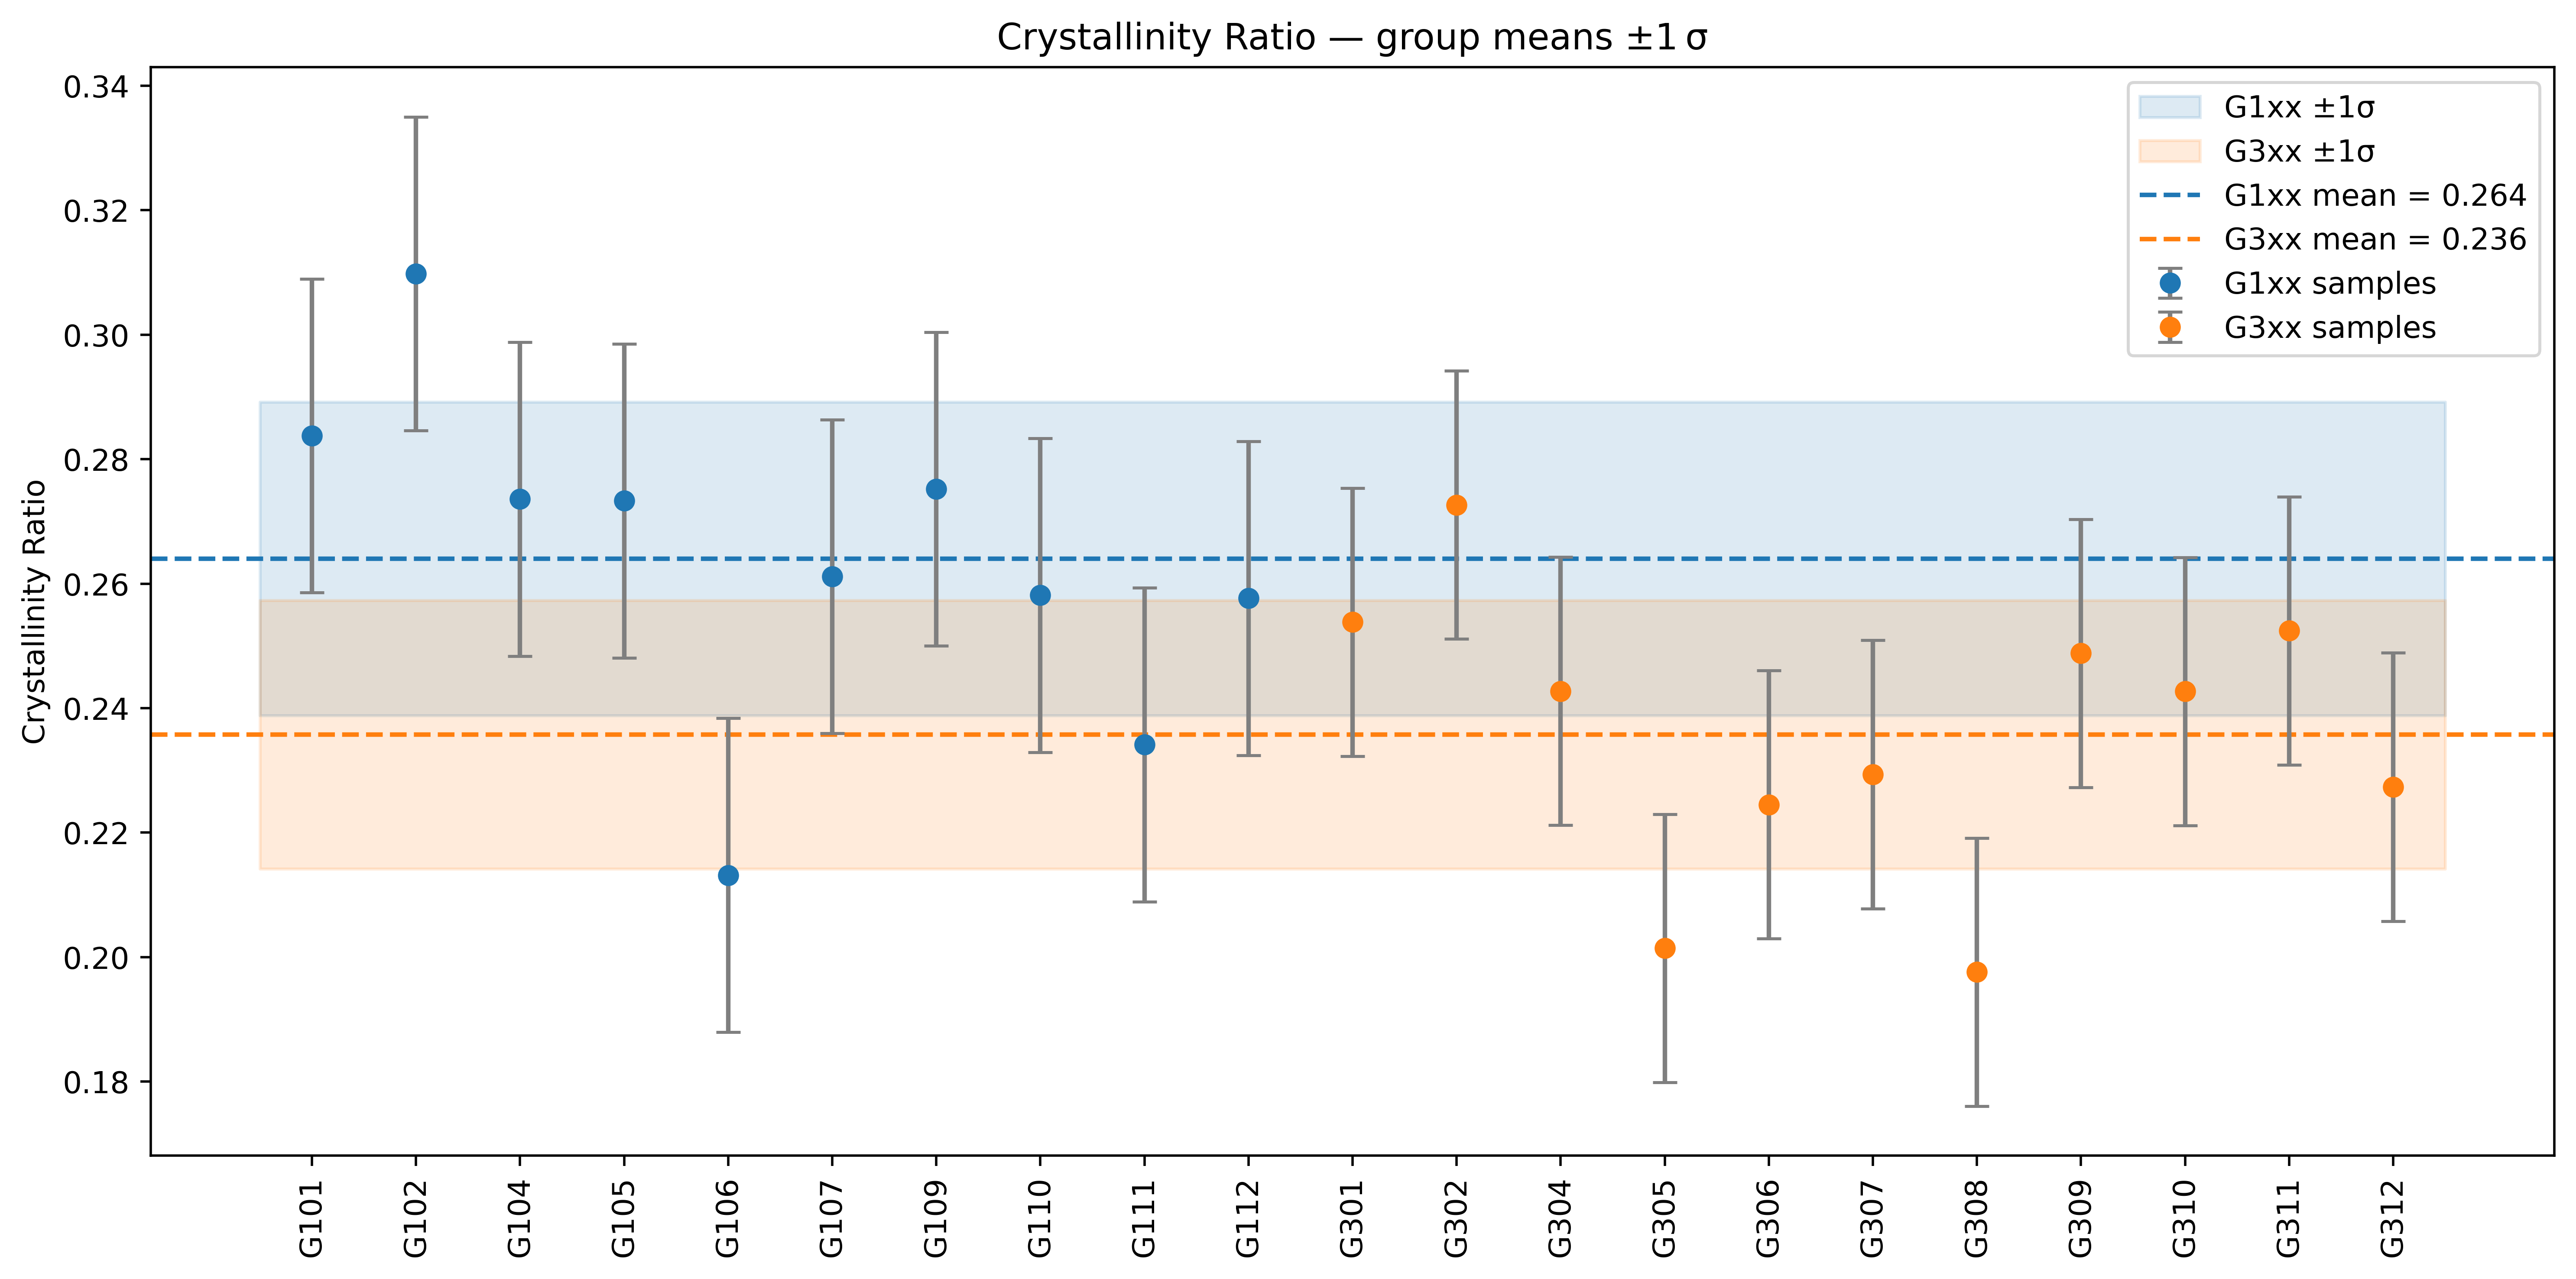 Crystallinity Ratio — group means ±1 σ
Crystallinity Ratio
0.34
0.32
0.30
0.28
0.26
0.24
0.22
0.20
0.18
G1xx ±1σ
G3xx ±1σ
G1xx mean = 0.264
G3xx mean = 0.236
G1xx samples
G3xx samples
G101
G102
G104
G105
G106
G107
G109
G110
G111
G112
G301
G302
G304
G305
G306
G307
G308
G309
G310
G311
G312